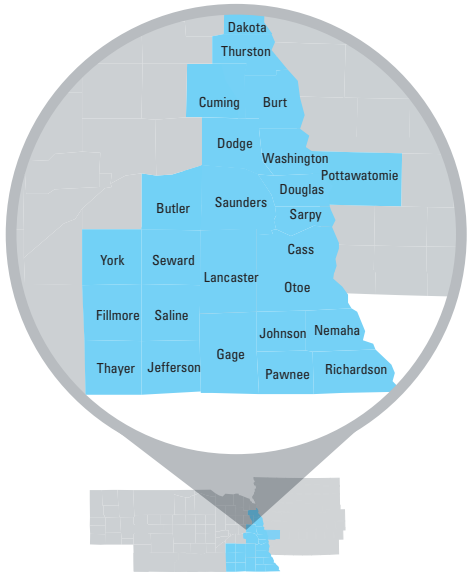 Dakota
Thurston
Cuming Burt
Dodge
Washington
Pottawatomie
Douglas
Saunders
Butler
Sarpy
Cass
York Seward
Lancaster
Otoe
Fillmore Saline
Johnson Nemaha
Gage
Thayer Jefferson
Pawnee Richardson